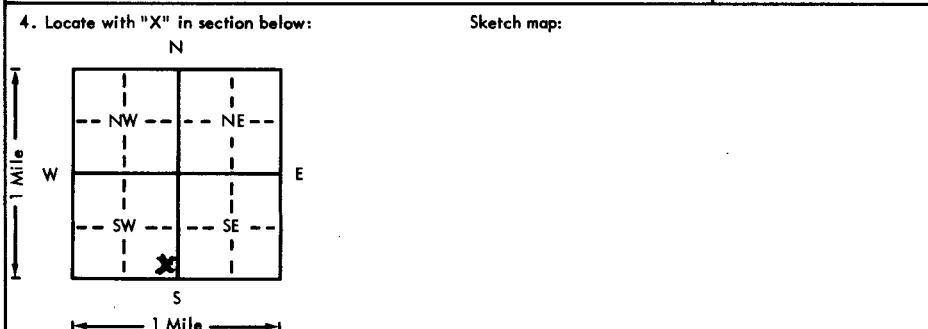 4. Locate with "X" in section below: Sketch map:
N
NW NE
1 Mile W E
SW SE
X
S
1 Mile